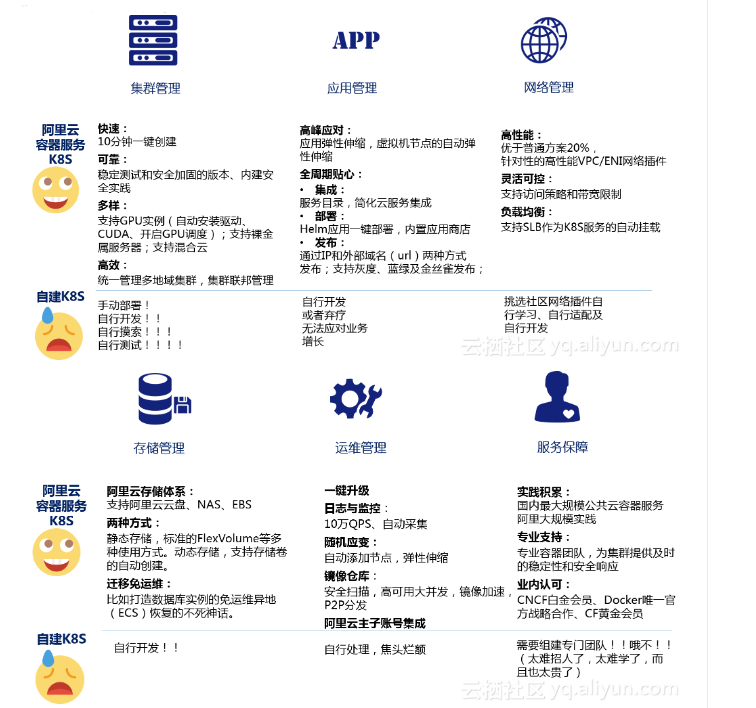 APP
集群管理
应用管理
网络管理
阿里云
容器服务
K8S
快速：
10分钟一键创建
可靠：
稳定测试和安全加固的版本、内建安
全实践
多样：
支持GPU实例（自动安装驱动、
CUDA、开启GPU调度）；支持裸金
属服务器；支持混合云
高效：
统一管理多地域集群，集群联邦管理
高峰应对：
应用弹性伸缩，虚拟机节点的自动弹
性伸缩
全周期贴心：
• 集成：
服务目录，简化云服务集成
• 部署：
Helm应用一键部署，内置应用商店
• 发布：
通过IP和外部域名（url）两种方式
发布；支持灰度、蓝绿及金丝雀发布；
高性能：
优于普通方案20%，
针对性的高性能VPC/ENI网络插件
灵活可控：
支持访问策略和带宽限制
负载均衡：
支持SLB作为K8S服务的自动挂载
自建K8S
手动部署！
自行开发！！
自行摸索！！！
自行测试！！！！
自行开发
或者弃疗
无法应对业务
增长
挑选社区网络插件自
行学习、自行适配及
自行开发
云栖社区 yq.aliyun.com
存储管理
运维管理
服务保障
阿里云
容器服务
K8S
阿里云存储体系：
支持阿里云云盘、NAS、EBS
两种方式：
静态存储，标准的FlexVolume等多
种使用方式。动态存储，支持存储卷
的自动创建。
迁移免运维：
比如打造数据库实例的免运维异地
（ECS）恢复的不死神话。
一键升级
日志与监控：
10万QPS、自动采集
随机应变：
自动添加节点，弹性伸缩
镜像仓库：
安全扫描，高可用大并发，镜像加速，
P2P分发
阿里云主子账号集成
实践积累：
国内最大规模公共云容器服务
阿里大规模实践
专业支持：
专业容器团队，为集群提供及时
的稳定性和安全响应
业内认可：
CNCF白金会员、Docker唯一官
方战略合作、CF黄金会员
自建K8S
自行开发！！
自行处理，焦头烂额
需要组建专门团队！！哦不！！
（太难招人了，太难学了，而
且也太贵了）
云栖社区 yq.aliyun.com